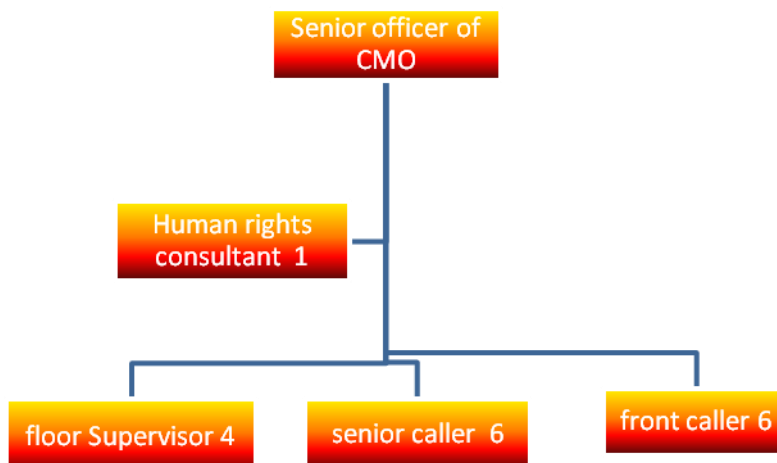 Senior officer of
CMO
Human rights
consultant 1
floor Supervisor 4
senior caller 6
front caller 6